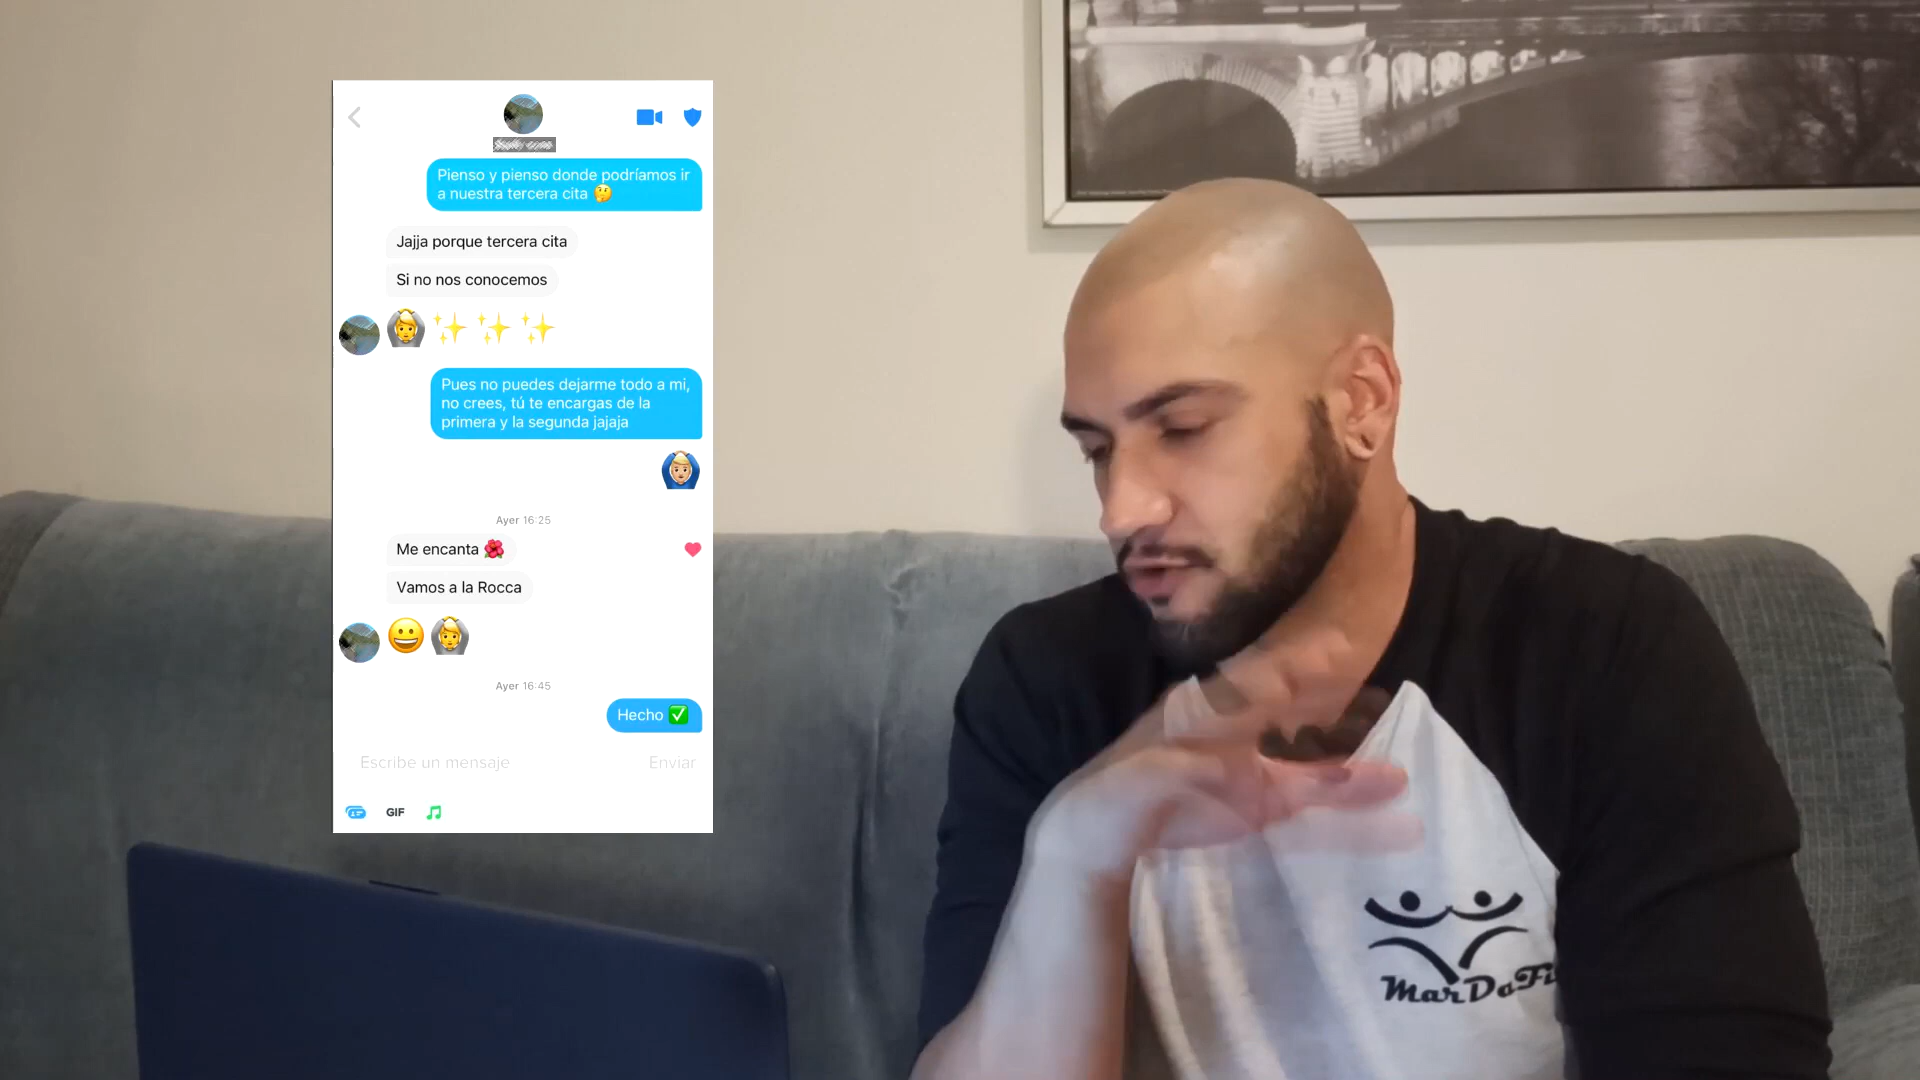 Pienso y pienso donde podríamos ir
a nuestra tercera cita 🤔
Jajja porque tercera cita
Si no nos conocemos
🙆✨✨✨
Pues no puedes dejarme todo a mi,
no crees, tú te encargas de la
primera y la segunda jajaja
🙆🏼‍♂️
Ayer 16:25
Me encanta 🌺
Vamos a la Rocca
😀🙆
Ayer 16:45
Hecho ✅
Escribe un mensaje
Enviar
GIF